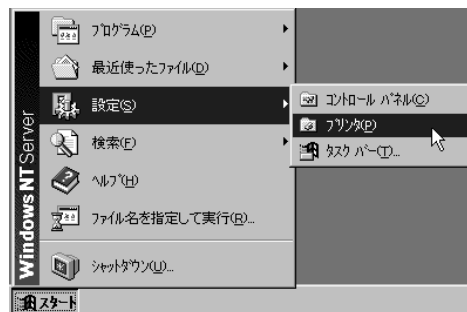 Windows NT Server
ﾌﾟﾛｸﾞﾗﾑ(P)
最近使ったﾌｧｲﾙ(D)
設定(S)
検索(F)
ﾍﾙﾌﾟ(H)
ﾌｧｲﾙ名を指定して実行(R)...
ｼｬｯﾄﾀﾞｳﾝ(U)...
ｺﾝﾄﾛｰﾙ ﾊﾟﾈﾙ(C)
ﾌﾟﾘﾝﾀ(P)
ﾀｽｸ ﾊﾞｰ(T)...
ｽﾀｰﾄ